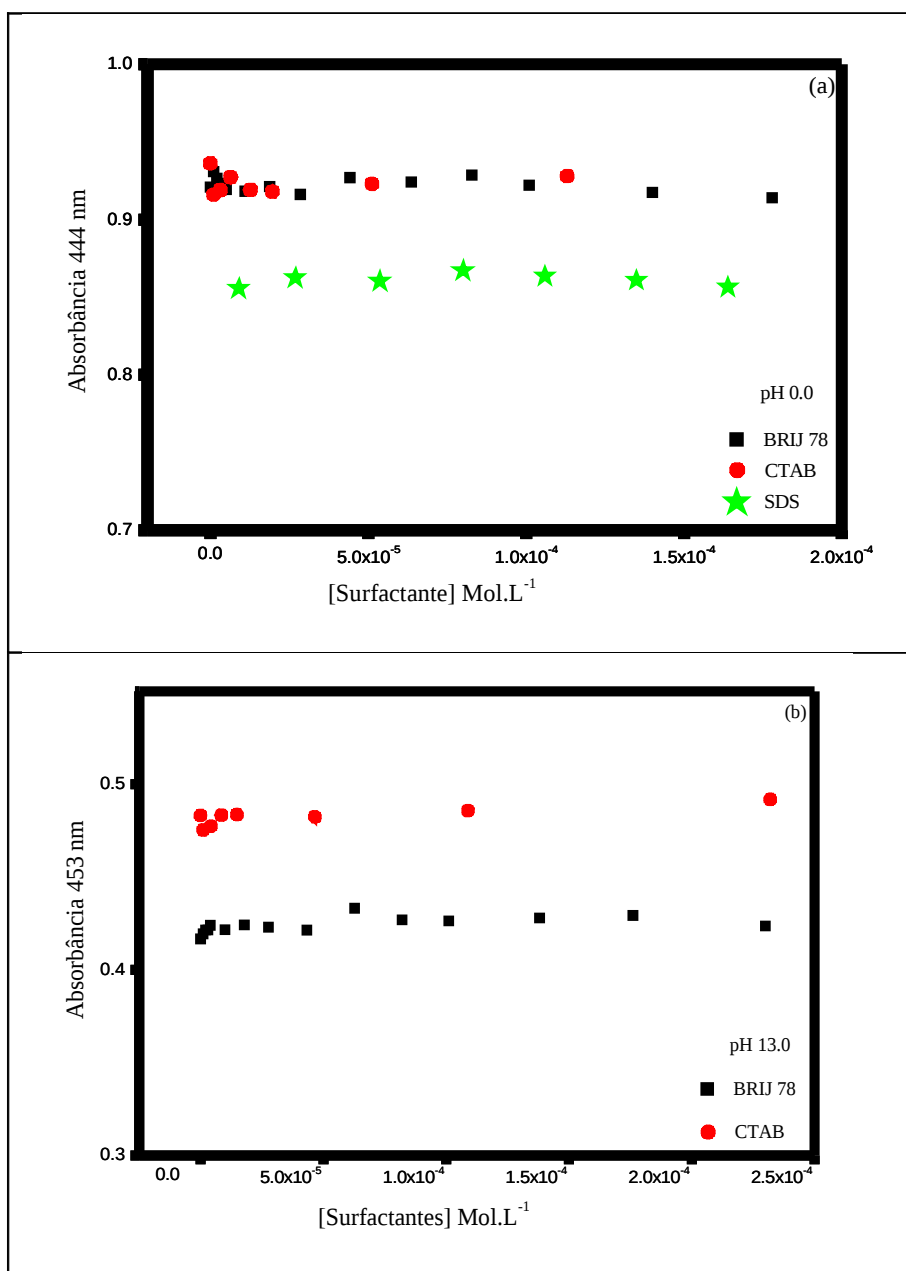 (a)
1.0
0.9
0.8
0.7
Absorbância 444 nm
pH 0.0
BRIJ 78
CTAB
SDS
0.0 5.0x10⁻⁵ 1.0x10⁻⁴ 1.5x10⁻⁴ 2.0x10⁻⁴
[Surfactante] Mol.L⁻¹
(b)
0.5
0.4
0.3
Absorbância 453 nm
pH 13.0
BRIJ 78
CTAB
0.0 5.0x10⁻⁵ 1.0x10⁻⁴ 1.5x10⁻⁴ 2.0x10⁻⁴ 2.5x10⁻⁴
[Surfactantes] Mol.L⁻¹